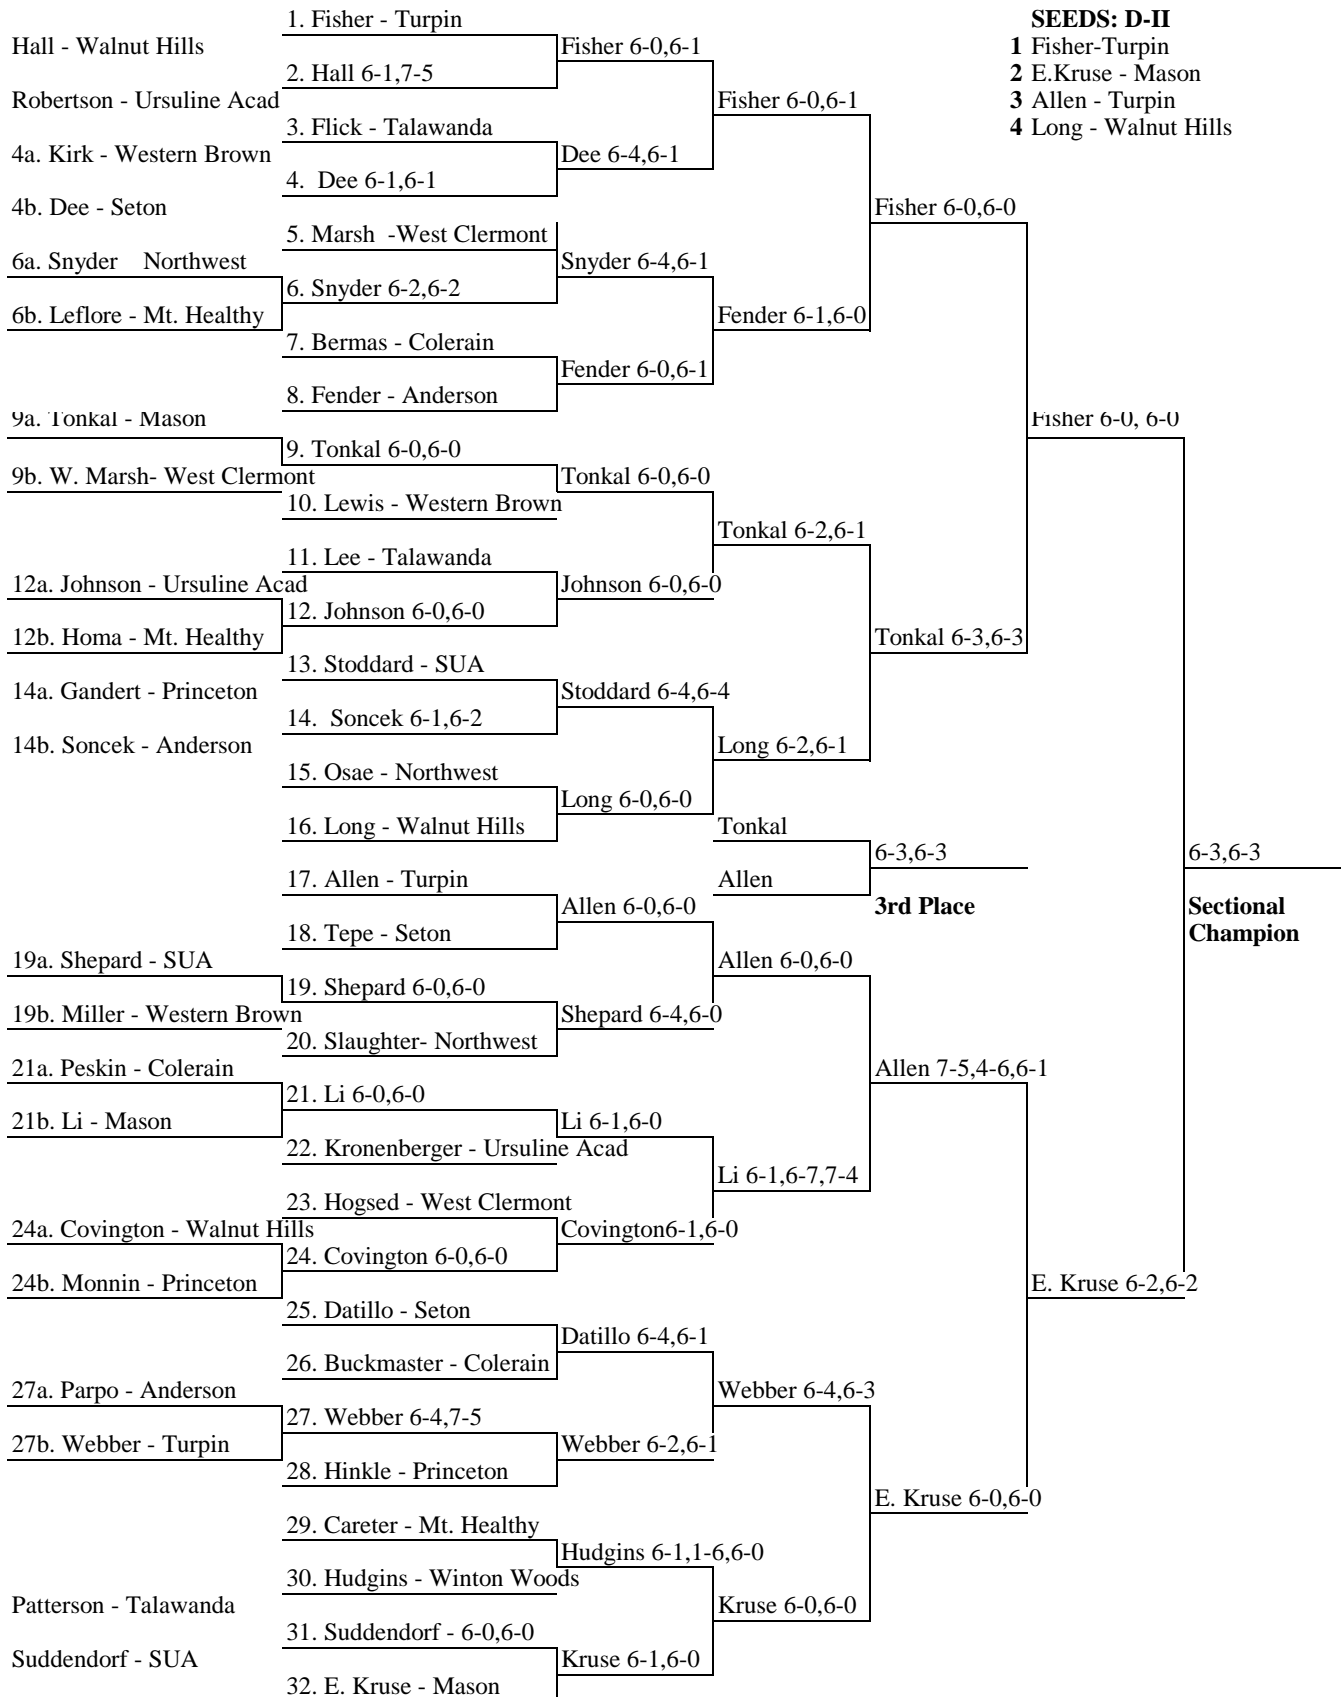 1. Fisher - Turpin
SEEDS: D-II
Hall - Walnut Hills
Fisher 6-0,6-1
1 Fisher-Turpin
2. Hall 6-1,7-5
2 E.Kruse - Mason
Robertson - Ursuline Acad
Fisher 6-0,6-1
3 Allen - Turpin
3. Flick - Talawanda
4 Long - Walnut Hills
4a. Kirk - Western Brown
Dee 6-4,6-1
4. Dee 6-1,6-1
4b. Dee - Seton
Fisher 6-0,6-0
5. Marsh -West Clermont
6a. Snyder Northwest
Snyder 6-4,6-1
6. Snyder 6-2,6-2
6b. Leflore - Mt. Healthy
Fender 6-1,6-0
7. Bermas - Colerain
Fender 6-0,6-1
8. Fender - Anderson
9a. Tonkal - Mason
Fisher 6-0, 6-0
9. Tonkal 6-0,6-0
9b. W. Marsh- West Clermont
Tonkal 6-0,6-0
10. Lewis - Western Brown
Tonkal 6-2,6-1
11. Lee - Talawanda
12a. Johnson - Ursuline Acad
Johnson 6-0,6-0
12. Johnson 6-0,6-0
12b. Homa - Mt. Healthy
Tonkal 6-3,6-3
13. Stoddard - SUA
14a. Gandert - Princeton
Stoddard 6-4,6-4
14. Soncek 6-1,6-2
14b. Soncek - Anderson
Long 6-2,6-1
15. Osae - Northwest
Long 6-0,6-0
16. Long - Walnut Hills
Tonkal
6-3,6-3
6-3,6-3
17. Allen - Turpin
Allen
Allen 6-0,6-0
3rd Place
Sectional
Champion
18. Tepe - Seton
19a. Shepard - SUA
Allen 6-0,6-0
19. Shepard 6-0,6-0
19b. Miller - Western Brown
Shepard 6-4,6-0
20. Slaughter- Northwest
21a. Peskin - Colerain
Allen 7-5,4-6,6-1
21. Li 6-0,6-0
21b. Li - Mason
Li 6-1,6-0
22. Kronenberger - Ursuline Acad
Li 6-1,6-7,7-4
23. Hogsed - West Clermont
24a. Covington - Walnut Hills
Covington6-1,6-0
24. Covington 6-0,6-0
24b. Monnin - Princeton
E. Kruse 6-2,6-2
25. Datillo - Seton
Datillo 6-4,6-1
26. Buckmaster - Colerain
27a. Parpo - Anderson
Webber 6-4,6-3
27. Webber 6-4,7-5
27b. Webber - Turpin
Webber 6-2,6-1
28. Hinkle - Princeton
E. Kruse 6-0,6-0
29. Careter - Mt. Healthy
Hudgins 6-1,1-6,6-0
30. Hudgins - Winton Woods
Patterson - Talawanda
Kruse 6-0,6-0
31. Suddendorf - 6-0,6-0
Suddendorf - SUA
Kruse 6-1,6-0
32. E. Kruse - Mason